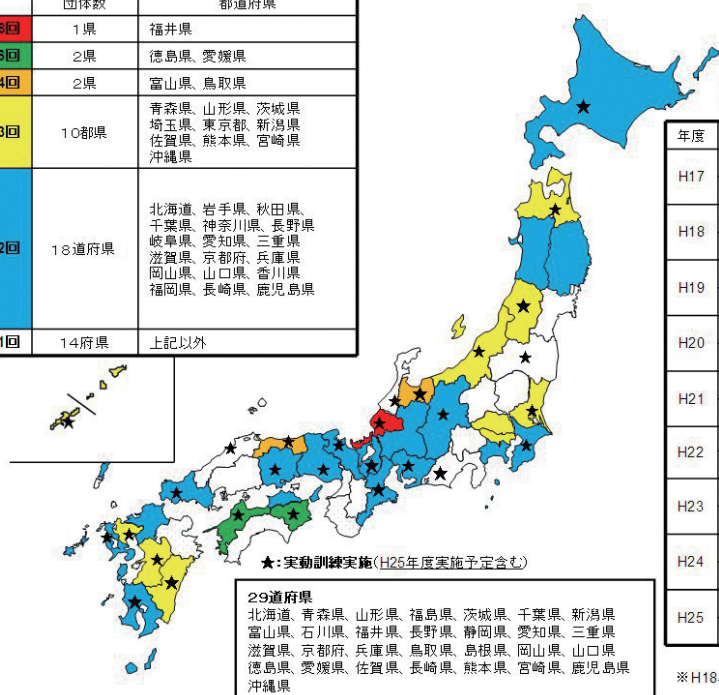 団体数 都道府県
8回 1県 福井県
6回 2県 徳島県、愛媛県
4回 2県 富山県、鳥取県
3回 10都県 青森県、山形県、茨城県
埼玉県、東京都、新潟県
佐賀県、熊本県、宮崎県
沖縄県
2回 18道府県 北海道、岩手県、秋田県、
千葉県、神奈川県、長野県
岐阜県、愛知県、三重県
滋賀県、京都府、兵庫県
岡山県、山口県、香川県
福岡県、長崎県、鹿児島県
1回 14府県 上記以外
年度
H17
H18
H19
H20
H21
H22
H23
H24
H25
★:実動訓練実施(H25年度実施予定含む)
29道府県
北海道、青森県、山形県、福島県、茨城県、千葉県、新潟県
富山県、石川県、福井県、長野県、静岡県、愛知県、三重県
滋賀県、京都府、兵庫県、鳥取県、島根県、岡山県、山口県
徳島県、愛媛県、佐賀県、長崎県、熊本県、宮崎県、鹿児島県
沖縄県
※H18